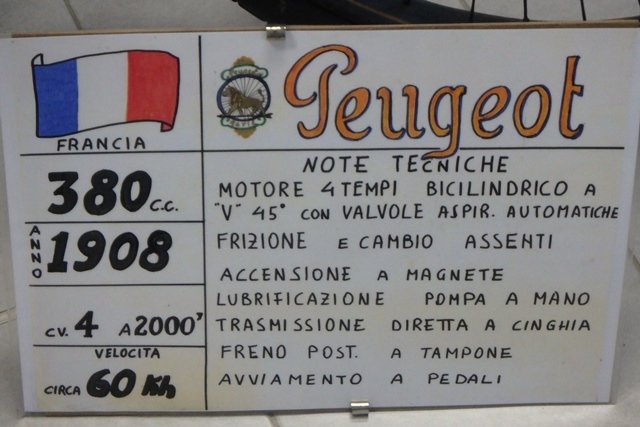 FRANCIA
380 c.c.
ANNO 1908
CV. 4 A 2000'
VELOCITA
CIRCA 60 Kh
Peugeot
NOTE TECNICHE
MOTORE 4 TEMPI BICILINDRICO A
"V" 45° CON VALVOLE ASPIR. AUTOMATICHE
FRIZIONE E CAMBIO ASSENTI
ACCENSIONE A MAGNETE
LUBRIFICAZIONE POMPA A MANO
TRASMISSIONE DIRETTA A CINGHIA
FRENO POST. A TAMPONE
AVVIAMENTO A PEDALI